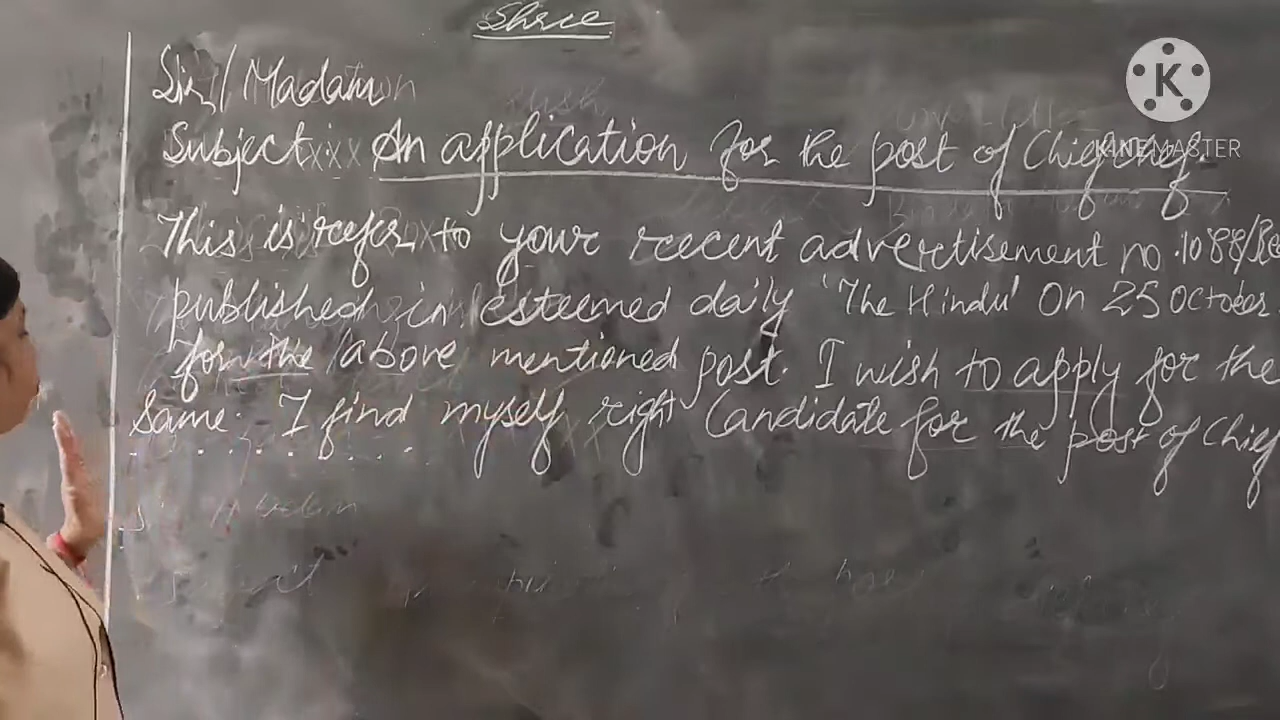 Shree
Sir/Madam
Subject: xxx An application for the post of Chief chef.
KINEMASTER
This is refer to your recent advertisement no. 1088/Re
published in esteemed daily 'The Hindu' On 25 October
for the above mentioned post. I wish to apply for the
same. I find myself right Candidate for the post of Chief